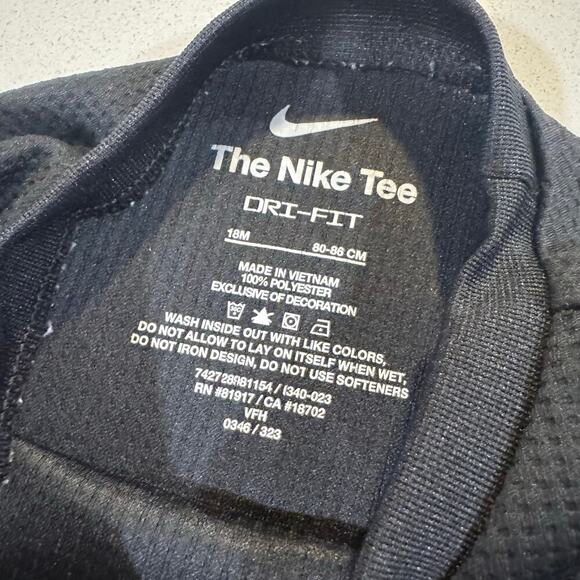 The Nike Tee
DRI-FIT
18M 80-86 CM
MADE IN VIETNAM
100% POLYESTER
EXCLUSIVE OF DECORATION
WASH INSIDE OUT WITH LIKE COLORS,
DO NOT ALLOW TO LAY ON ITSELF WHEN WET,
DO NOT IRON DESIGN, DO NOT USE SOFTENERS
742728981154 / I340-023
RN #81917 / CA #18702
VFH
0346 / 323